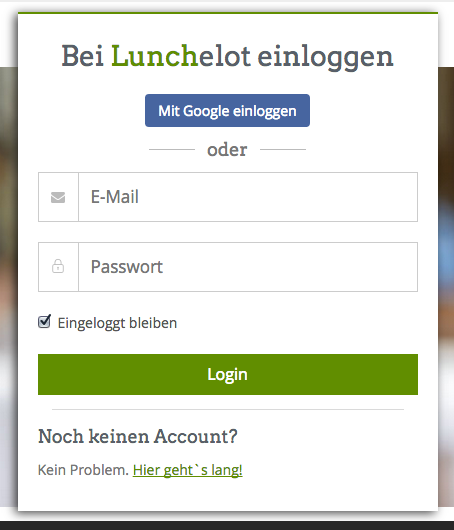 Bei Lunchelot einloggen
Mit Google einloggen
oder
E-Mail
Passwort
Eingeloggt bleiben
Login
Noch keinen Account?
Kein Problem. Hier geht`s lang!